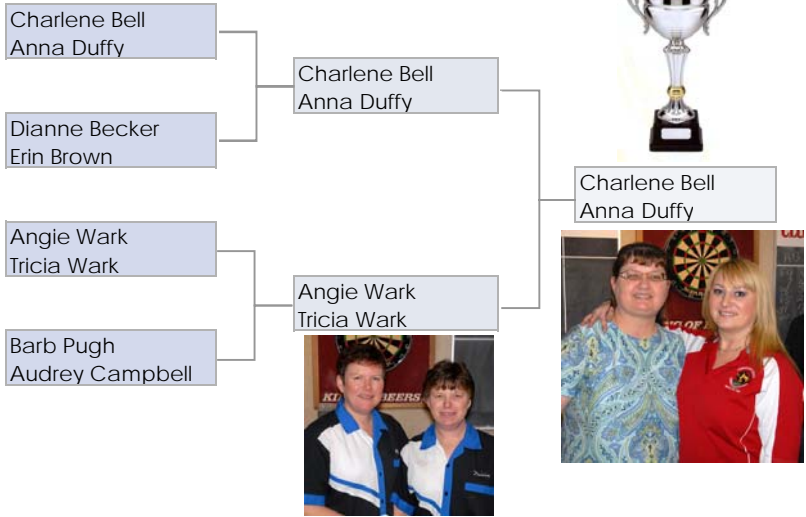 Charlene Bell
Anna Duffy
Dianne Becker
Erin Brown
Angie Wark
Tricia Wark
Barb Pugh
Audrey Campbell
Charlene Bell
Anna Duffy
Angie Wark
Tricia Wark
BEERS
Charlene Bell
Anna Duffy